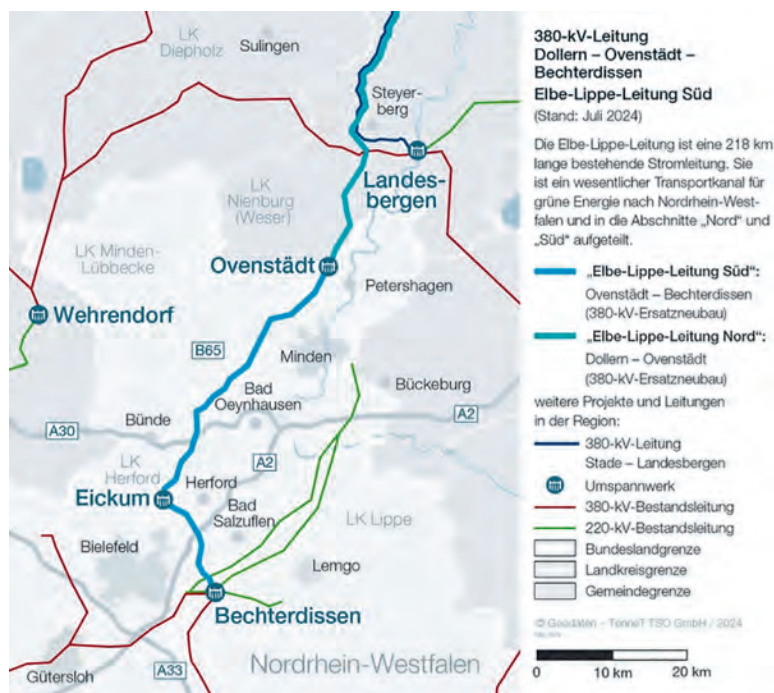 LK
Diepholz
Sulingen
Steyer-
berg
Landes-
bergen
LK
Nienburg
(Weser)
LK Minden-
Lübbecke
Ovenstädt
Petershagen
Wehrendorf
B65
Minden
Bad
Oeynhausen
Bückeburg
Bünde
A2
A30
LK
Herford
A2
Herford
Eickum
Bad
Salzuflen
LK Lippe
Bielefeld
Lemgo
Bechterdissen
A33
Nordrhein-Westfalen
Gütersloh
380-kV-Leitung
Dollern – Ovenstädt –
Bechterdissen
Elbe-Lippe-Leitung Süd
(Stand: Juli 2024)
Die Elbe-Lippe-Leitung ist eine 218 km
lange bestehende Stromleitung. Sie
ist ein wesentlicher Transportkanal für
grüne Energie nach Nordrhein-West-
falen und in die Abschnitte „Nord" und
„Süd" aufgeteilt.
„Elbe-Lippe-Leitung Süd":
Ovenstädt – Bechterdissen
(380-kV-Ersatzneubau)
„Elbe-Lippe-Leitung Nord":
Dollern – Ovenstädt
(380-kV-Ersatzneubau)
weitere Projekte und Leitungen
in der Region:
380-kV-Leitung
Stade – Landesbergen
Umspannwerk
380-kV-Bestandsleitung
220-kV-Bestandsleitung
Bundeslandgrenze
Landkreisgrenze
Gemeindegrenze
© Geodaten – TenneT TSO GmbH / 2024
0 10 km 20 km